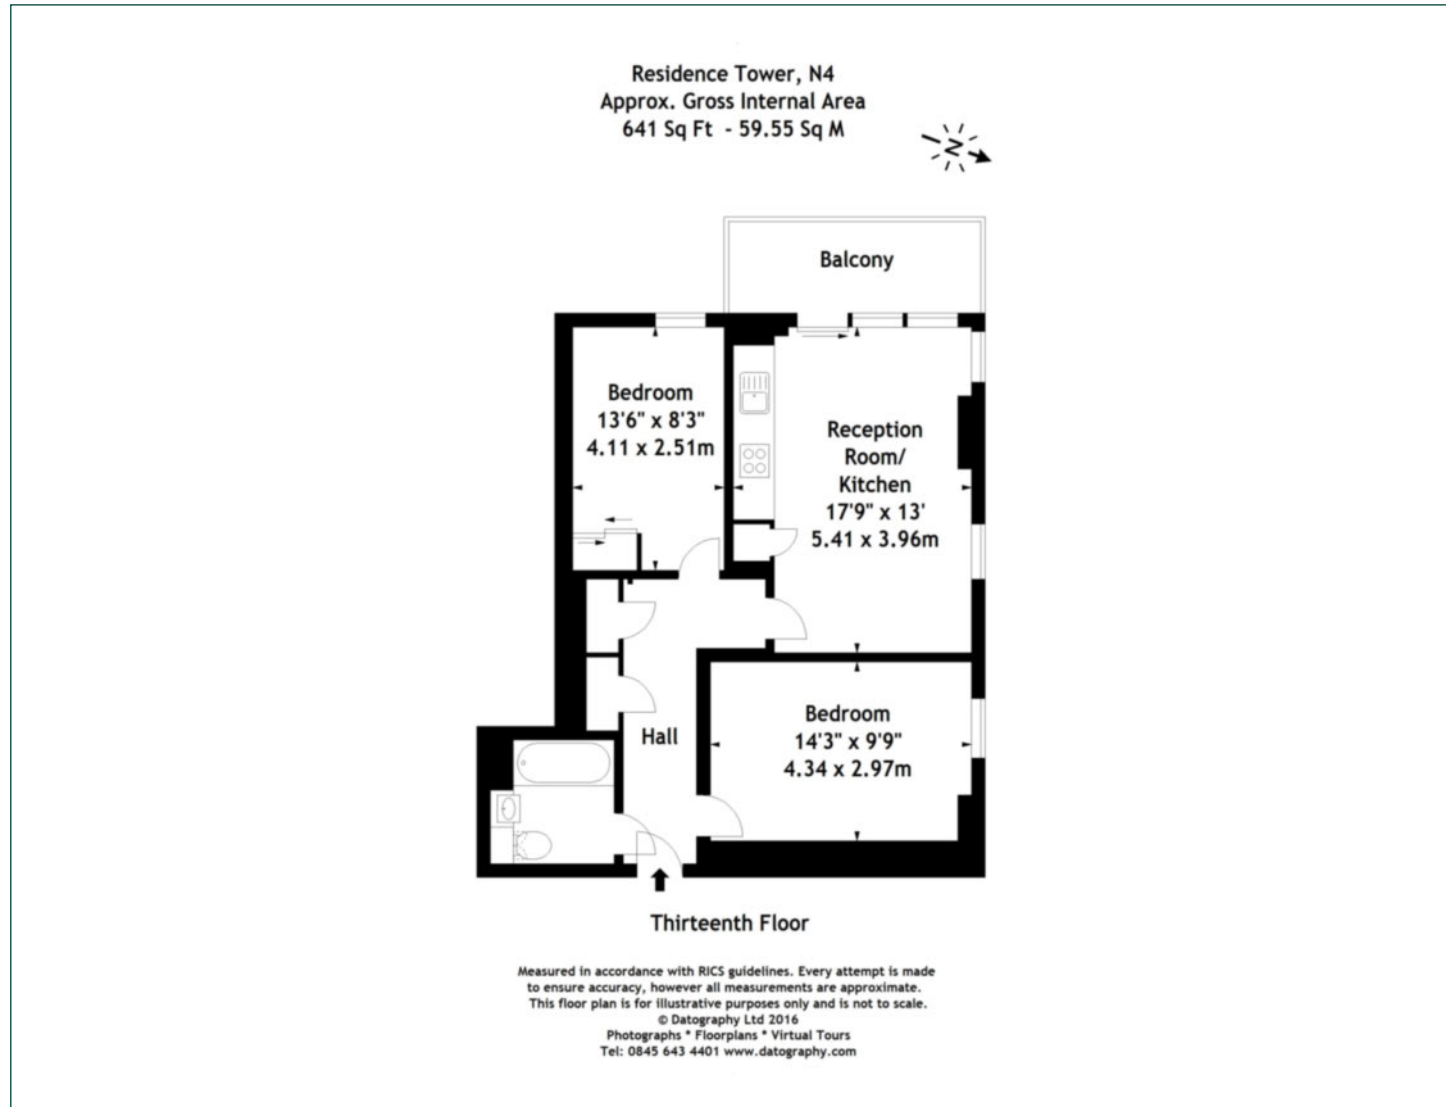 Residence Tower, N4
Approx. Gross Internal Area
641 Sq Ft - 59.55 Sq M
N
Balcony
Bedroom
13'6" x 8'3"
4.11 x 2.51m
Reception
Room/
Kitchen
17'9" x 13'
5.41 x 3.96m
Hall
Bedroom
14'3" x 9'9"
4.34 x 2.97m
Thirteenth Floor
Measured in accordance with RICS guidelines. Every attempt is made
to ensure accuracy, however all measurements are approximate.
This floor plan is for illustrative purposes only and is not to scale.
© Datography Ltd 2016
Photographs * Floorplans * Virtual Tours
Tel: 0845 643 4401 www.datography.com